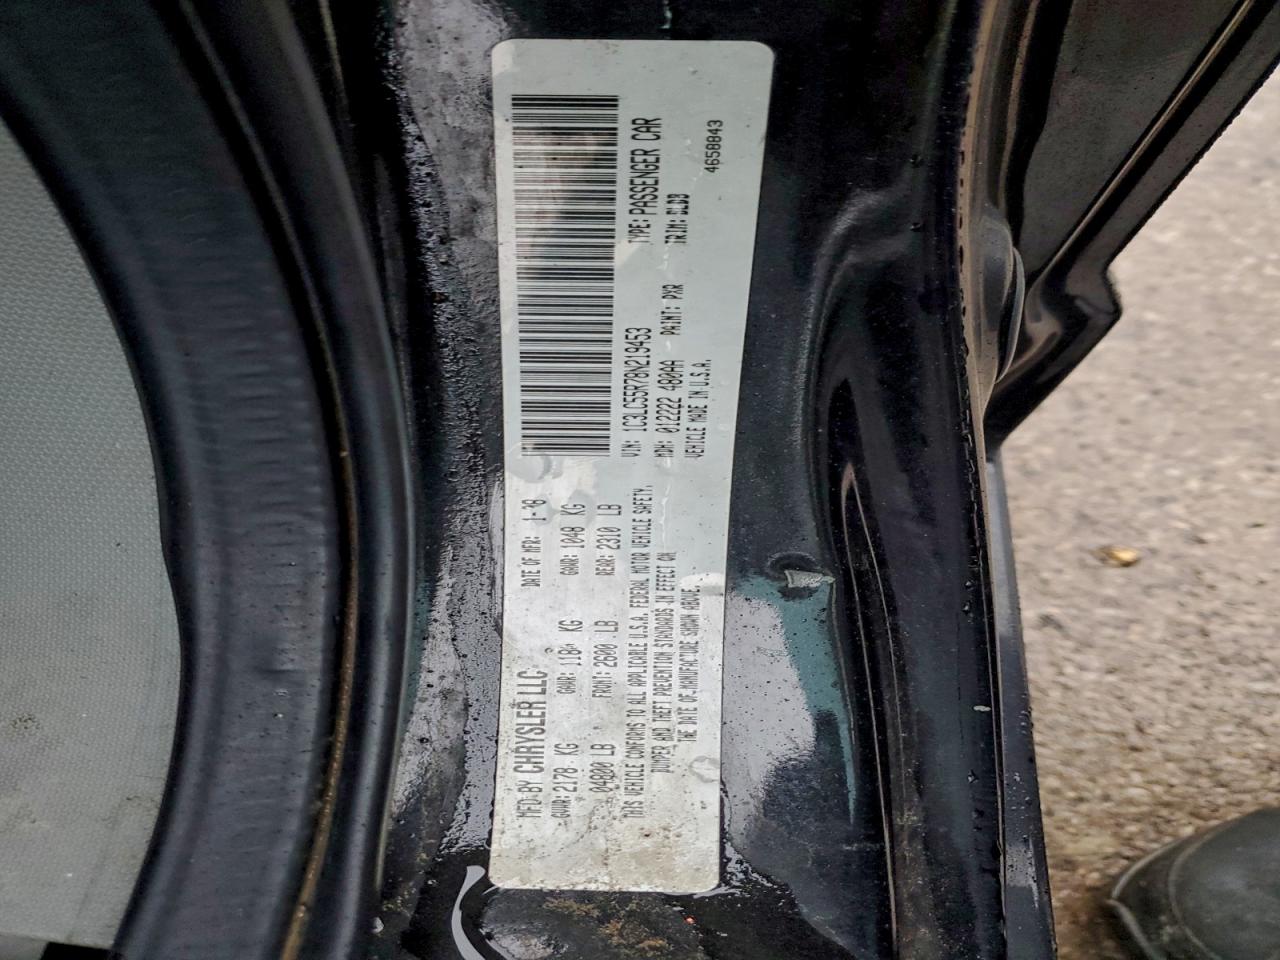 MFD BY CHRYSLER LLC DATE OF MFR: 1-08
GVWR: 2178 KG GAWR: 1180 KG GAWR: 1048 KG
04800 LB FRONT: 2600 LB REAR: 2310 LB
THIS VEHICLE CONFORMS TO ALL APPLICABLE U.S.A. FEDERAL MOTOR VEHICLE SAFETY,
BUMPER AND THEFT PREVENTION STANDARDS IN EFFECT ON
THE DATE OF MANUFACTURE SHOWN ABOVE.
VIN: 1C3LC55R78N219453 TYPE: PASSENGER CAR
MDH: 012222 480AA PAINT: PXR TRIM: DLDD
VEHICLE MADE IN U.S.A.
4658843